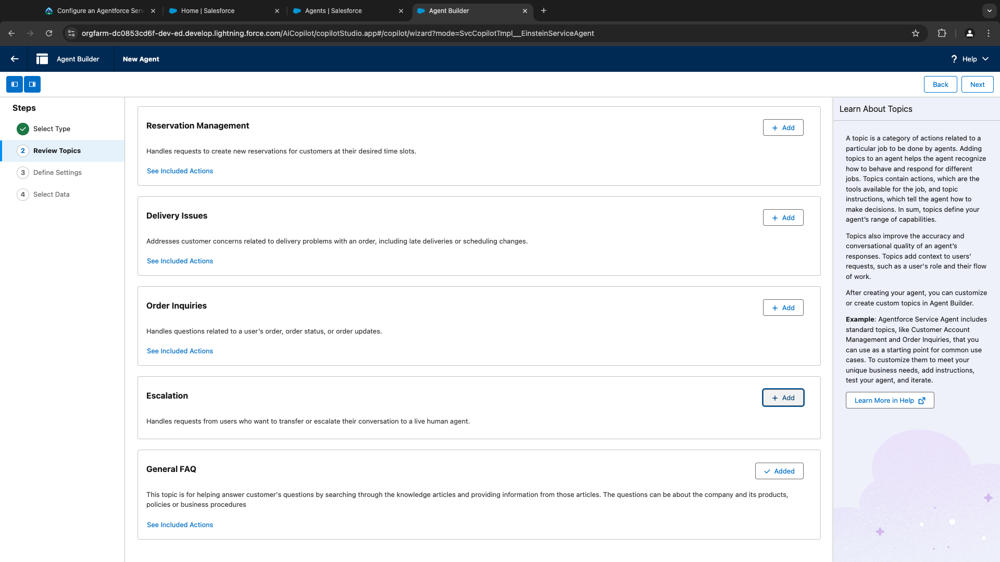 Configure an Agentforce Serv
Home | Salesforce
Agents | Salesforce
Agent Builder
orgfarm-dc0853cd6f-dev-ed.develop.lightning.force.com/AiCopilot/copilotStudio.app#/copilot/wizard?mode=SvcCopilotTmpl__EinsteinServiceAgent
Agent Builder
New Agent
? Help
Back
Next
Steps
Select Type
2 Review Topics
3 Define Settings
4 Select Data
Reservation Management
+ Add
Handles requests to create new reservations for customers at their desired time slots.
See Included Actions
Delivery Issues
+ Add
Addresses customer concerns related to delivery problems with an order, including late deliveries or scheduling changes.
See Included Actions
Order Inquiries
+ Add
Handles questions related to a user’s order, order status, or order updates.
See Included Actions
Escalation
+ Add
Handles requests from users who want to transfer or escalate their conversation to a live human agent.
General FAQ
Added
This topic is for helping answer customer's questions by searching through the knowledge articles and providing information from those articles. The questions can be about the company and its products,
policies or business procedures
See Included Actions
Learn About Topics
A topic is a category of actions related to a
particular job to be done by agents. Adding
topics to an agent helps the agent recognize
how to behave and respond for different
jobs. Topics contain actions, which are the
tools available for the job, and topic
instructions, which tell the agent how to
make decisions. In sum, topics define your
agent’s range of capabilities.
Topics also improve the accuracy and
conversational quality of an agent’s
responses. Topics add context to users’
requests, such as a user's role and their flow
of work.
After creating your agent, you can customize
or create custom topics in Agent Builder.
Example: Agentforce Service Agent includes
standard topics, like Customer Account
Management and Order Inquiries, that you
can use as a starting point for common use
cases. To customize them to meet your
unique business needs, add instructions,
test your agent, and iterate.
Learn More in Help